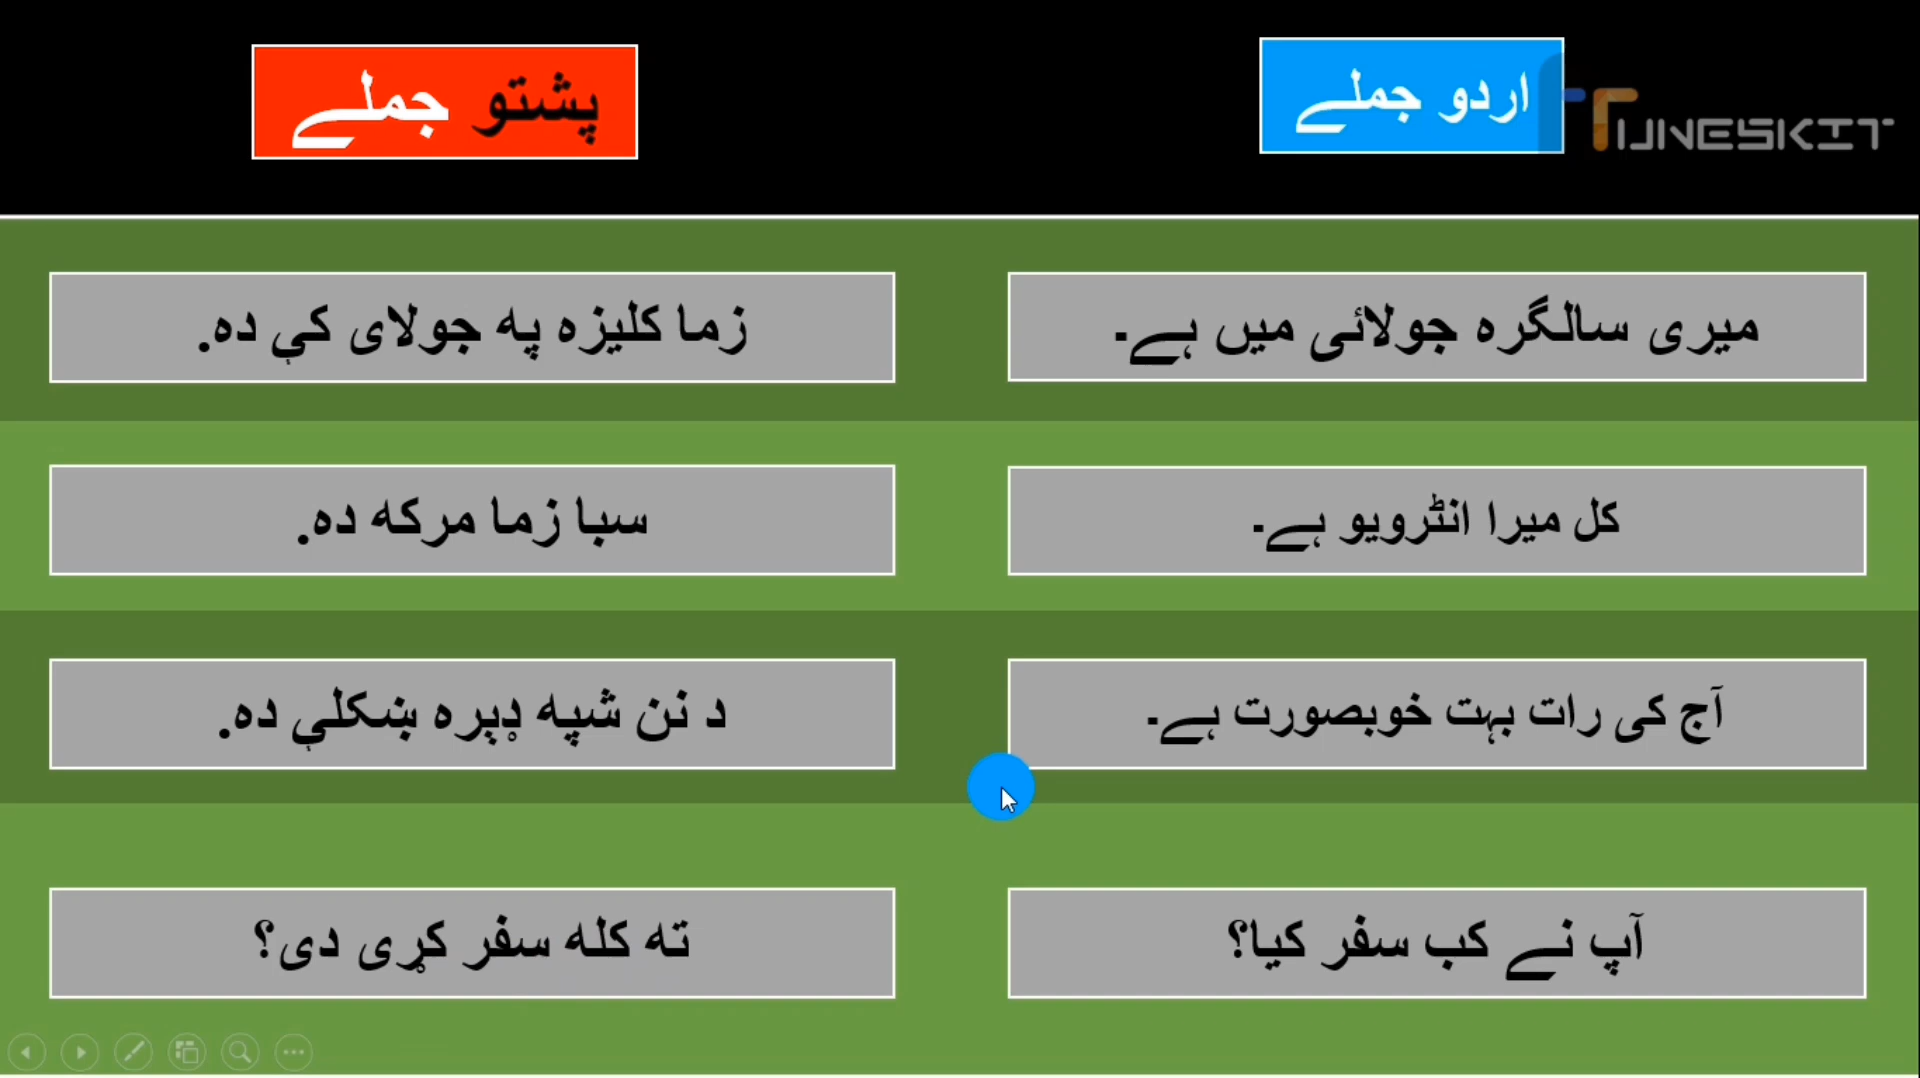 اردو جملے
پشتو جملے
TUNESKIT
میری سالگرہ جولائی میں ہے۔
زما کلیزه په جولای کې ده.
کل میرا انٹرویو ہے۔
سبا زما مرکه ده.
آج کی رات بہت خوبصورت ہے۔
د نن شپه ډېره ښکلې ده.
آپ نے کب سفر کیا؟
ته کله سفر کړی دی؟